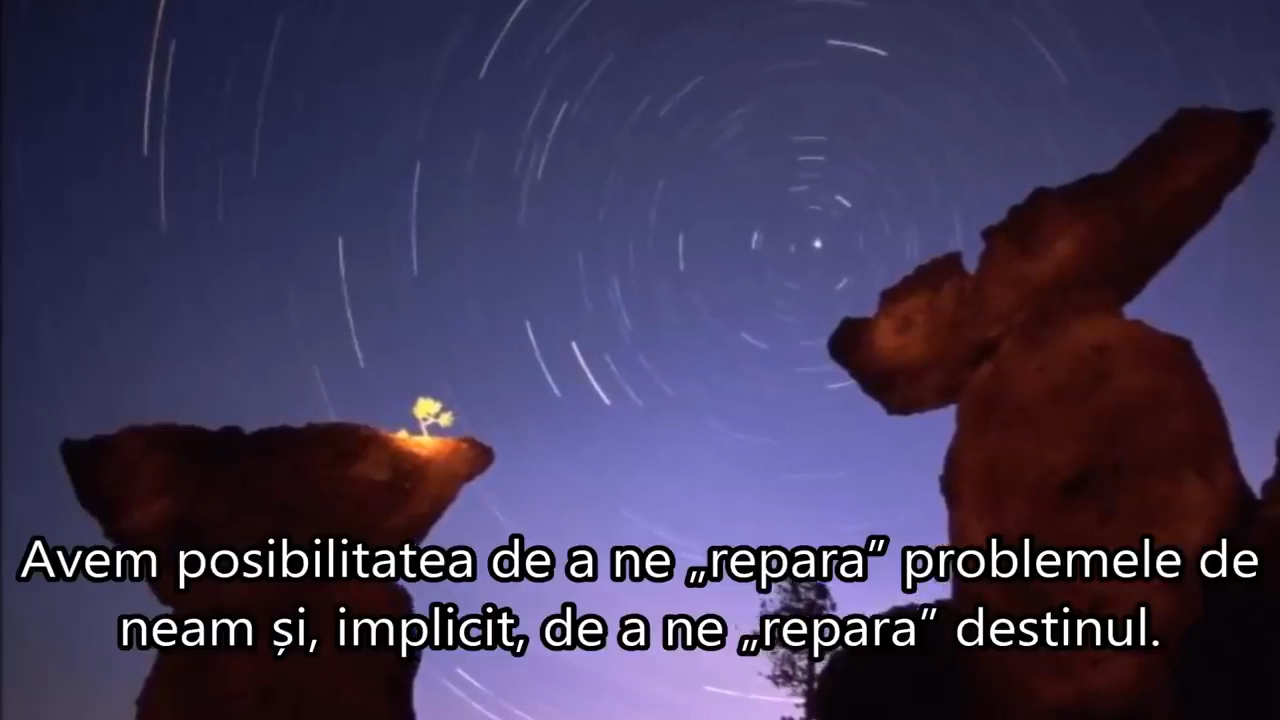 Avem posibilitatea de a ne „repara” problemele de
neam și, implicit, de a ne „repara” destinul.